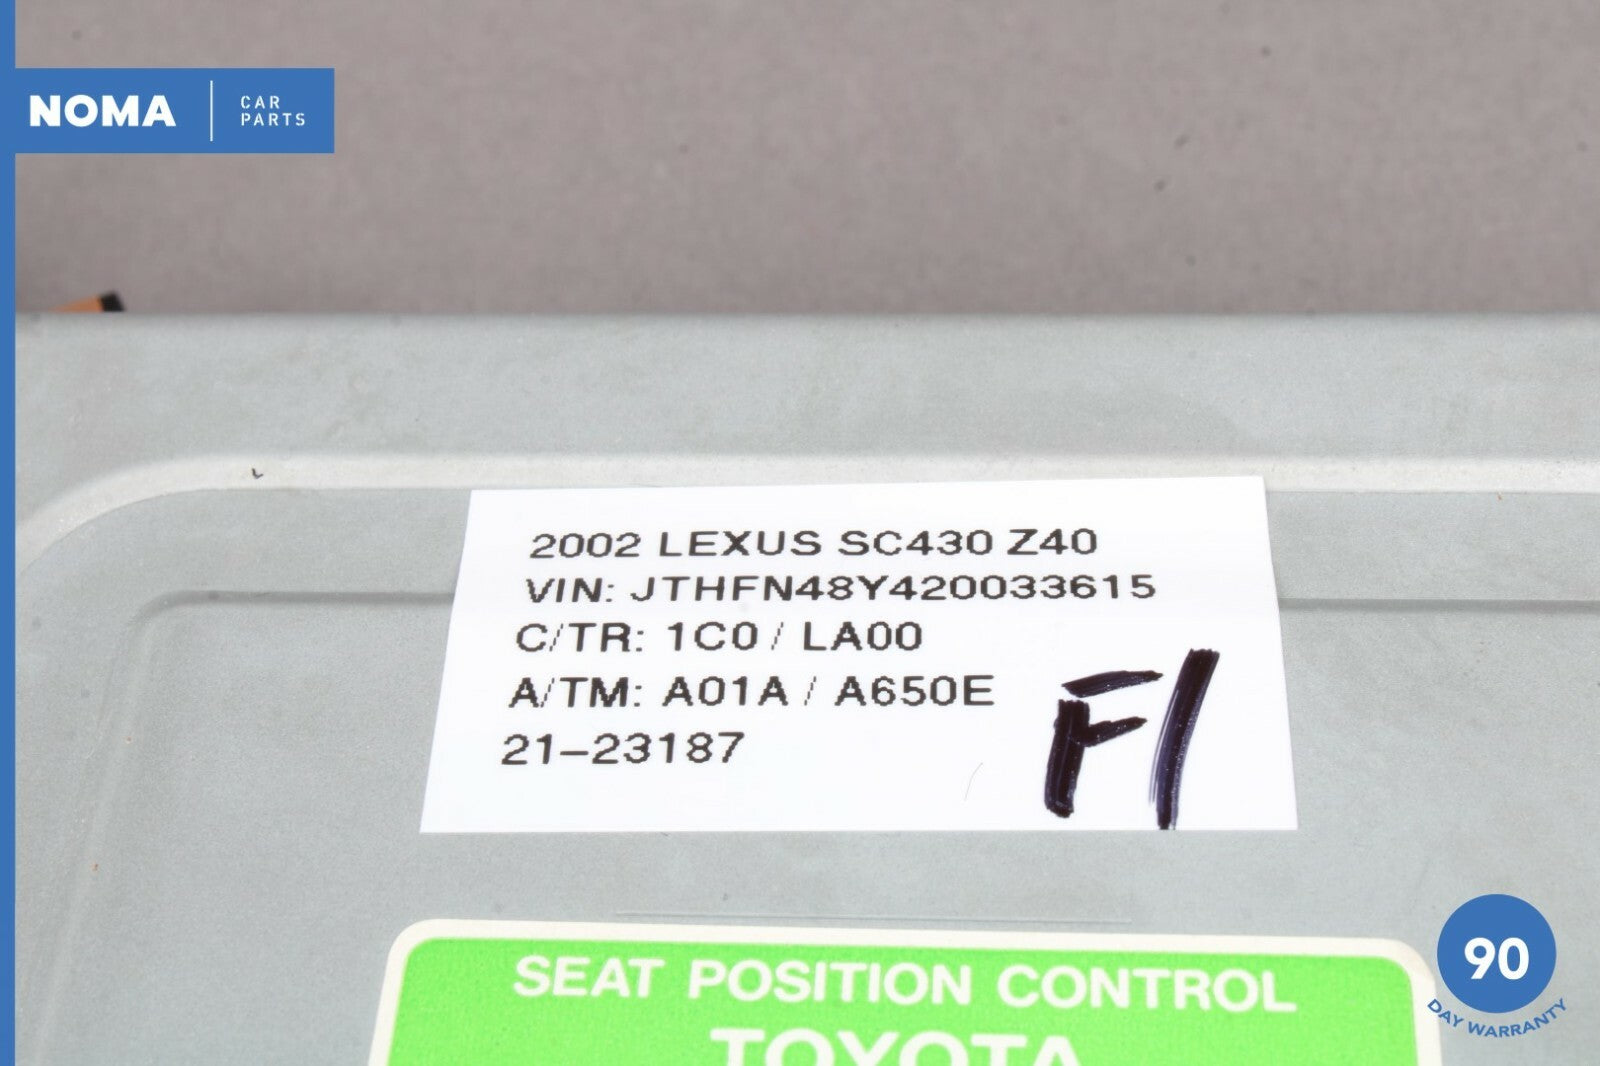 NOMA
CAR
PARTS
2002 LEXUS SC430 Z40
VIN: JTHFN48Y420033615
C/TR: 1C0 / LA00
A/TM: A01A / A650E
21-23187
F1
SEAT POSITION CONTROL
TOYOTA
90
DAY WARRANTY